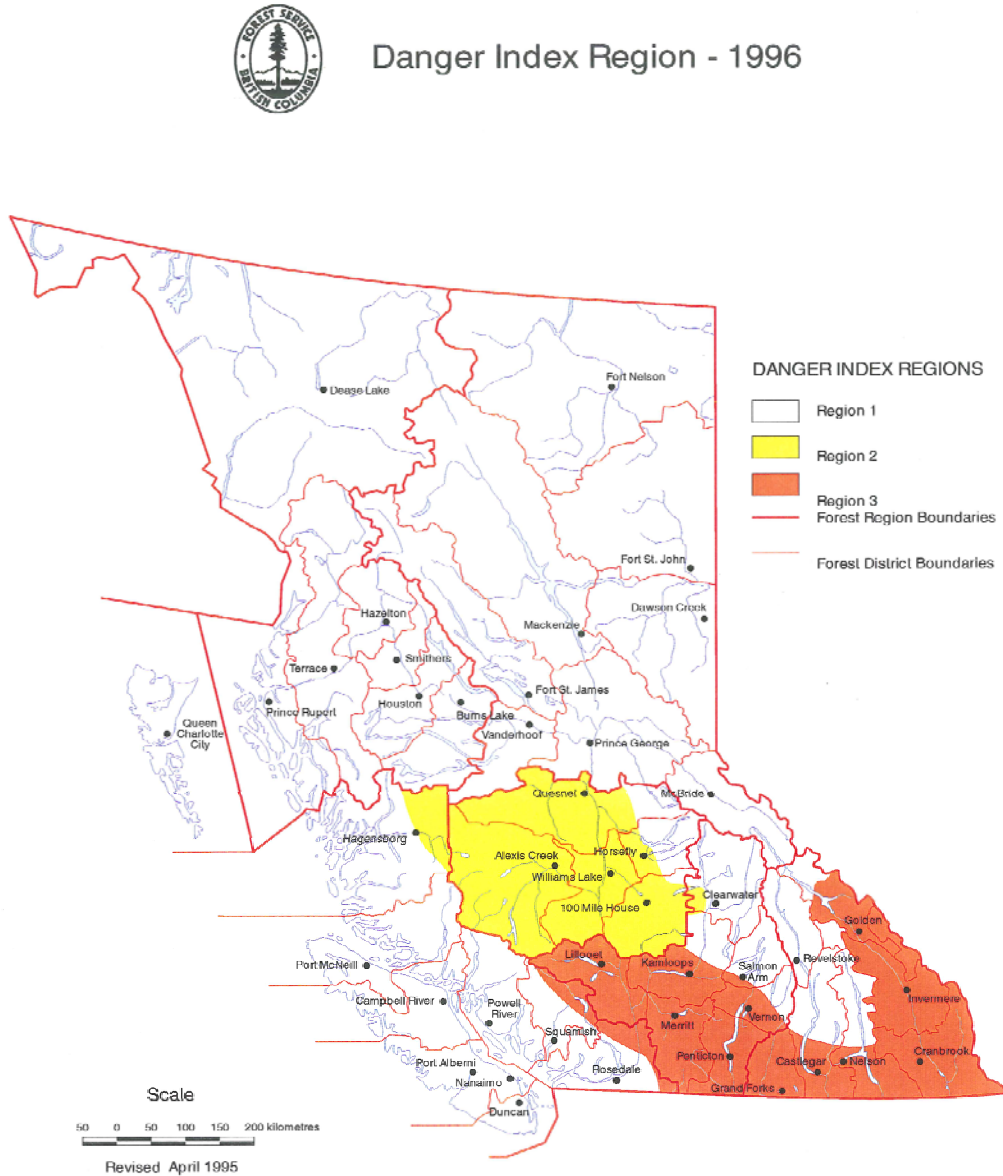 FOREST SERVICE
BRITISH COLUMBIA
Danger Index Region - 1996
DANGER INDEX REGIONS
Region 1
Region 2
Region 3
Forest Region Boundaries
Forest District Boundaries
Dease Lake
Fort Nelson
Fort St. John
Dawson Creek
Hazelton
Mackenzie
Smithers
Terrace
Fort St. James
Prince Rupert
Houston
Burns Lake
Queen
Charlotte
City
Vanderhoof
Prince George
Quesnel
McBride
Hagensborg
Alexis Creek
Horsefly
Williams Lake
Clearwater
100 Mile House
Golden
Lillooet
Kamloops
Salmon
Arm
Revelstoke
Port McNeill
Invermere
Campbell River
Powell
River
Merritt
Vernon
Squamish
Penticton
Castlegar
Nelson
Cranbrook
Port Alberni
Rosedale
Nanaimo
Grand Forks
Duncan
Scale
50 0 50 100 150 200 kilometres
Revised April 1995